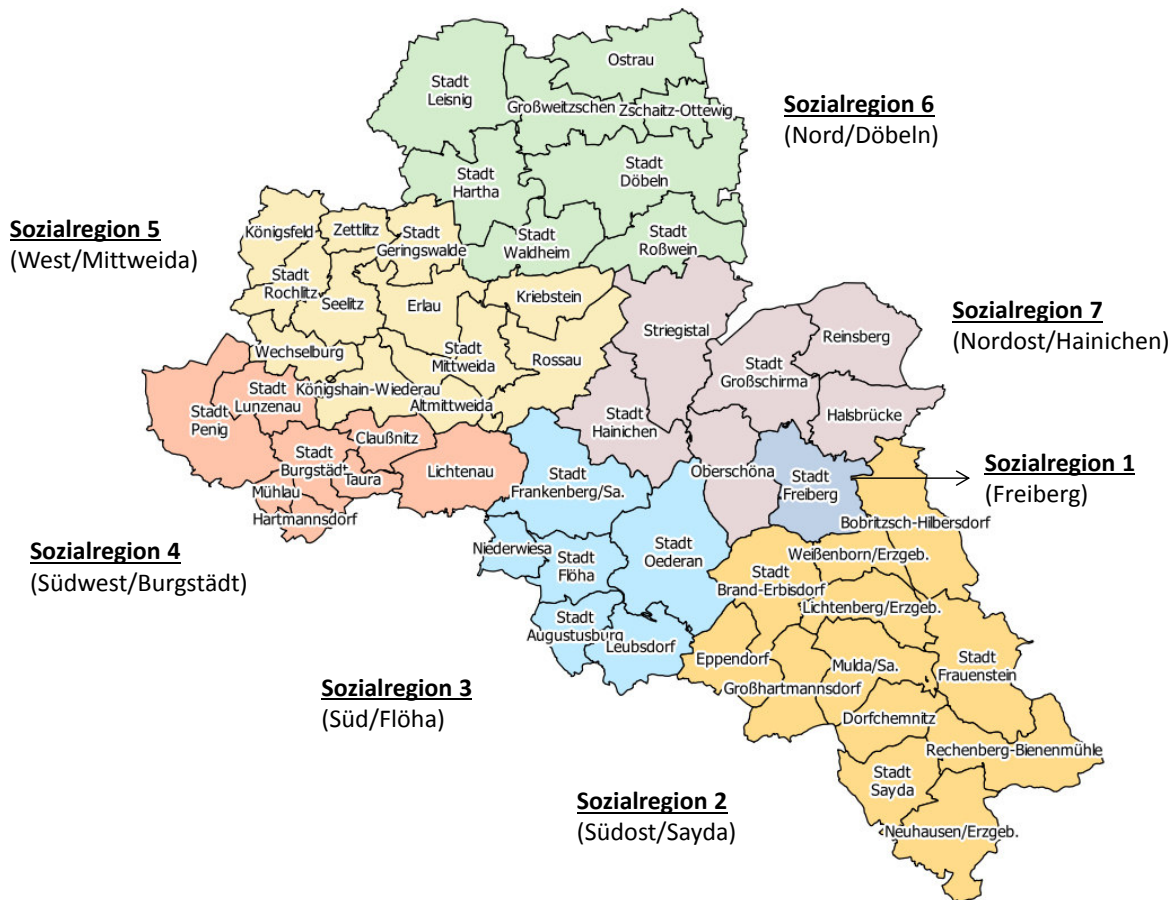 Ostrau
Stadt
Leisnig
Großweitzschen
Zschaitz-Ottewig
Sozialregion 6
(Nord/Döbeln)
Stadt
Hartha
Stadt
Döbeln
Sozialregion 5
(West/Mittweida)
Königsfeld
Zettlitz
Stadt
Geringswalde
Stadt
Waldheim
Stadt
Roßwein
Stadt
Rochlitz
Seelitz
Erlau
Kriebstein
Striegistal
Sozialregion 7
(Nordost/Hainichen)
Reinsberg
Wechselburg
Stadt
Mittweida
Rossau
Stadt
Großschirma
Königshain-Wiederau
Altmittweida
Stadt
Lunzenau
Stadt
Penig
Halsbrücke
Stadt
Hainichen
Claußnitz
Stadt
Burgstädt
Taura
Lichtenau
Stadt
Frankenberg/Sa.
Oberschöna
Stadt
Freiberg
Sozialregion 1
(Freiberg)
Mühlau
Hartmannsdorf
Bobritzsch-Hilbersdorf
Sozialregion 4
(Südwest/Burgstädt)
Niederwiesa
Stadt
Flöha
Stadt
Oederan
Weißenborn/Erzgeb.
Stadt
Brand-Erbisdorf
Lichtenberg/Erzgeb.
Stadt
Augustusburg
Leubsdorf
Eppendorf
Mulda/Sa.
Stadt
Frauenstein
Großhartmannsdorf
Sozialregion 3
(Süd/Flöha)
Dorfchemnitz
Rechenberg-Bienenmühle
Stadt
Sayda
Sozialregion 2
(Südost/Sayda)
Neuhausen/Erzgeb.